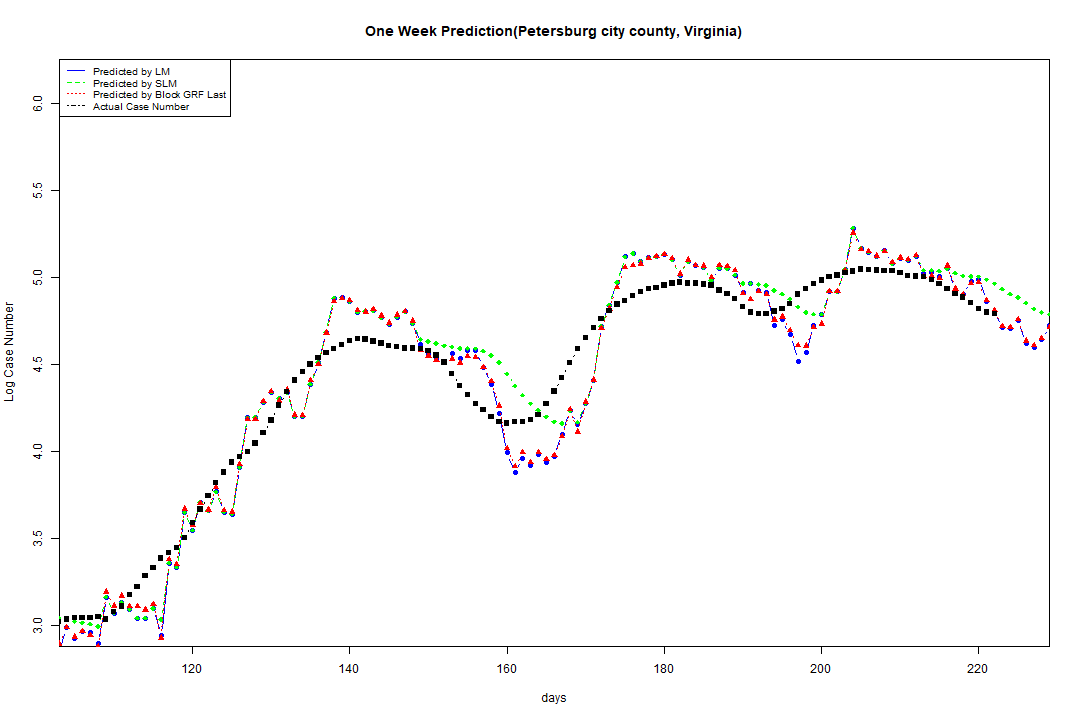 One Week Prediction(Petersburg city county, Virginia)
Predicted by LM
Predicted by SLM
Predicted by Block GRF Last
Actual Case Number
6.0
5.5
5.0
4.5
4.0
3.5
3.0
Log Case Number
120 140 160 180 200 220
days